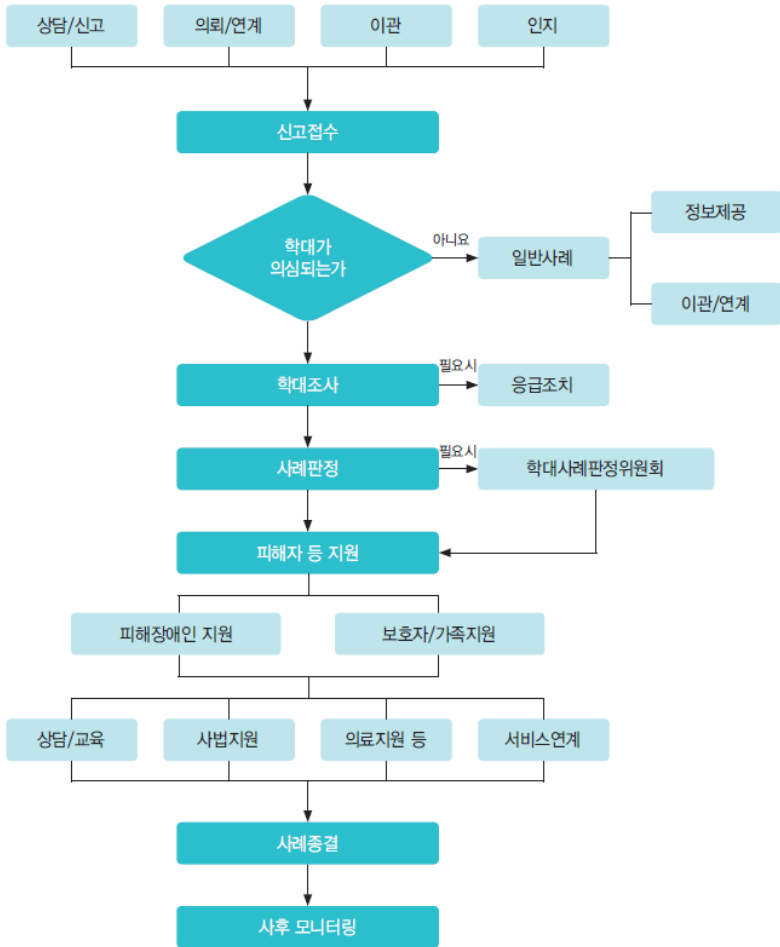 상담/신고
의뢰/연계
이관
인지
신고접수
정보제공
학대가
의심되는가
아니요
일반사례
이관/연계
학대조사
필요시
응급조치
사례판정
필요시
학대사례판정위원회
피해자 등 지원
피해장애인 지원
보호자/가족지원
상담/교육
사법지원
의료지원 등
서비스연계
사례종결
사후 모니터링